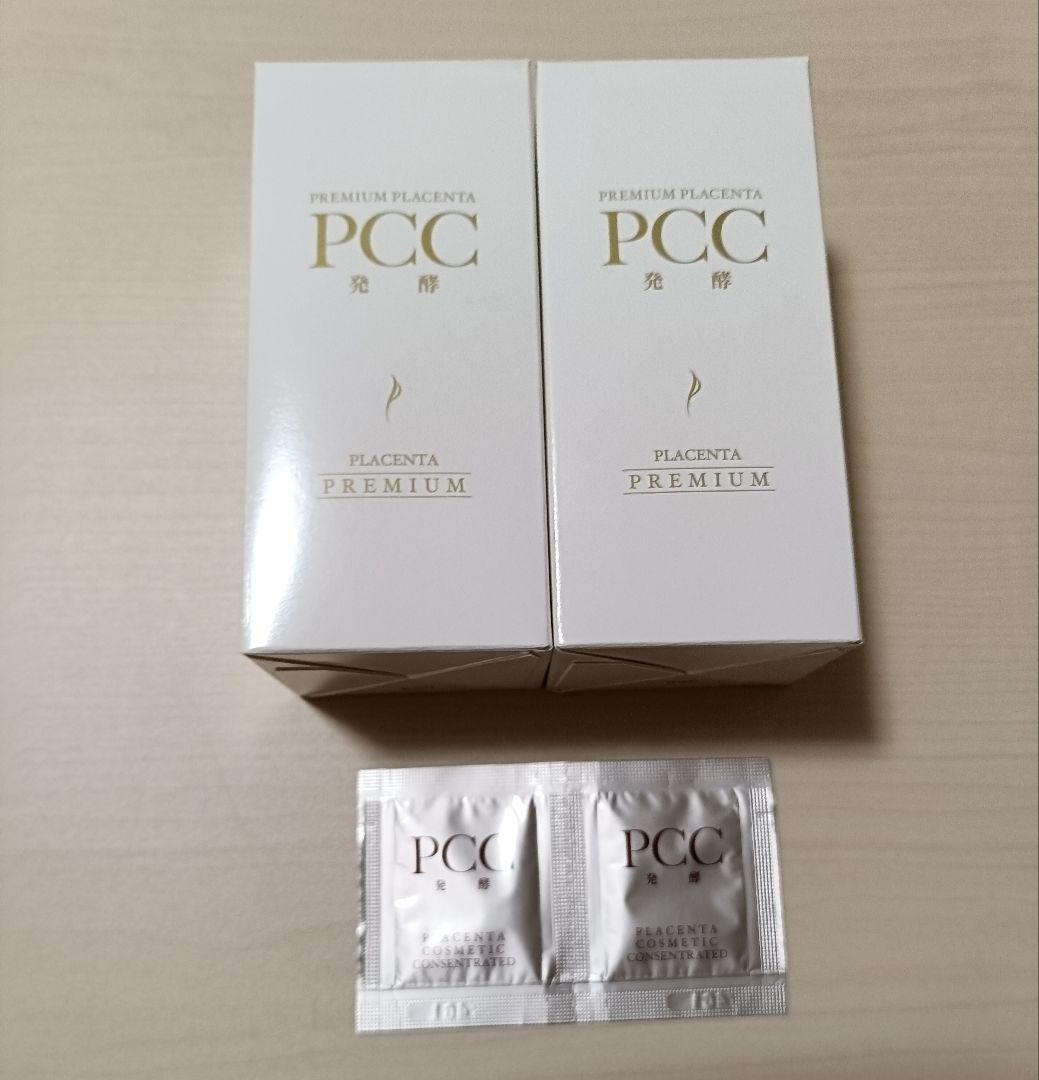 PREMIUM PLACENTA
PCC
発 酵
PLACENTA
PREMIUM
PREMIUM PLACENTA
PCC
発 酵
PLACENTA
PREMIUM
PCC
発 酵
PLACENTA
COSMETIC
CONSENTRATED
PCC
発 酵
PLACENTA
COSMETIC
CONSENTRATED